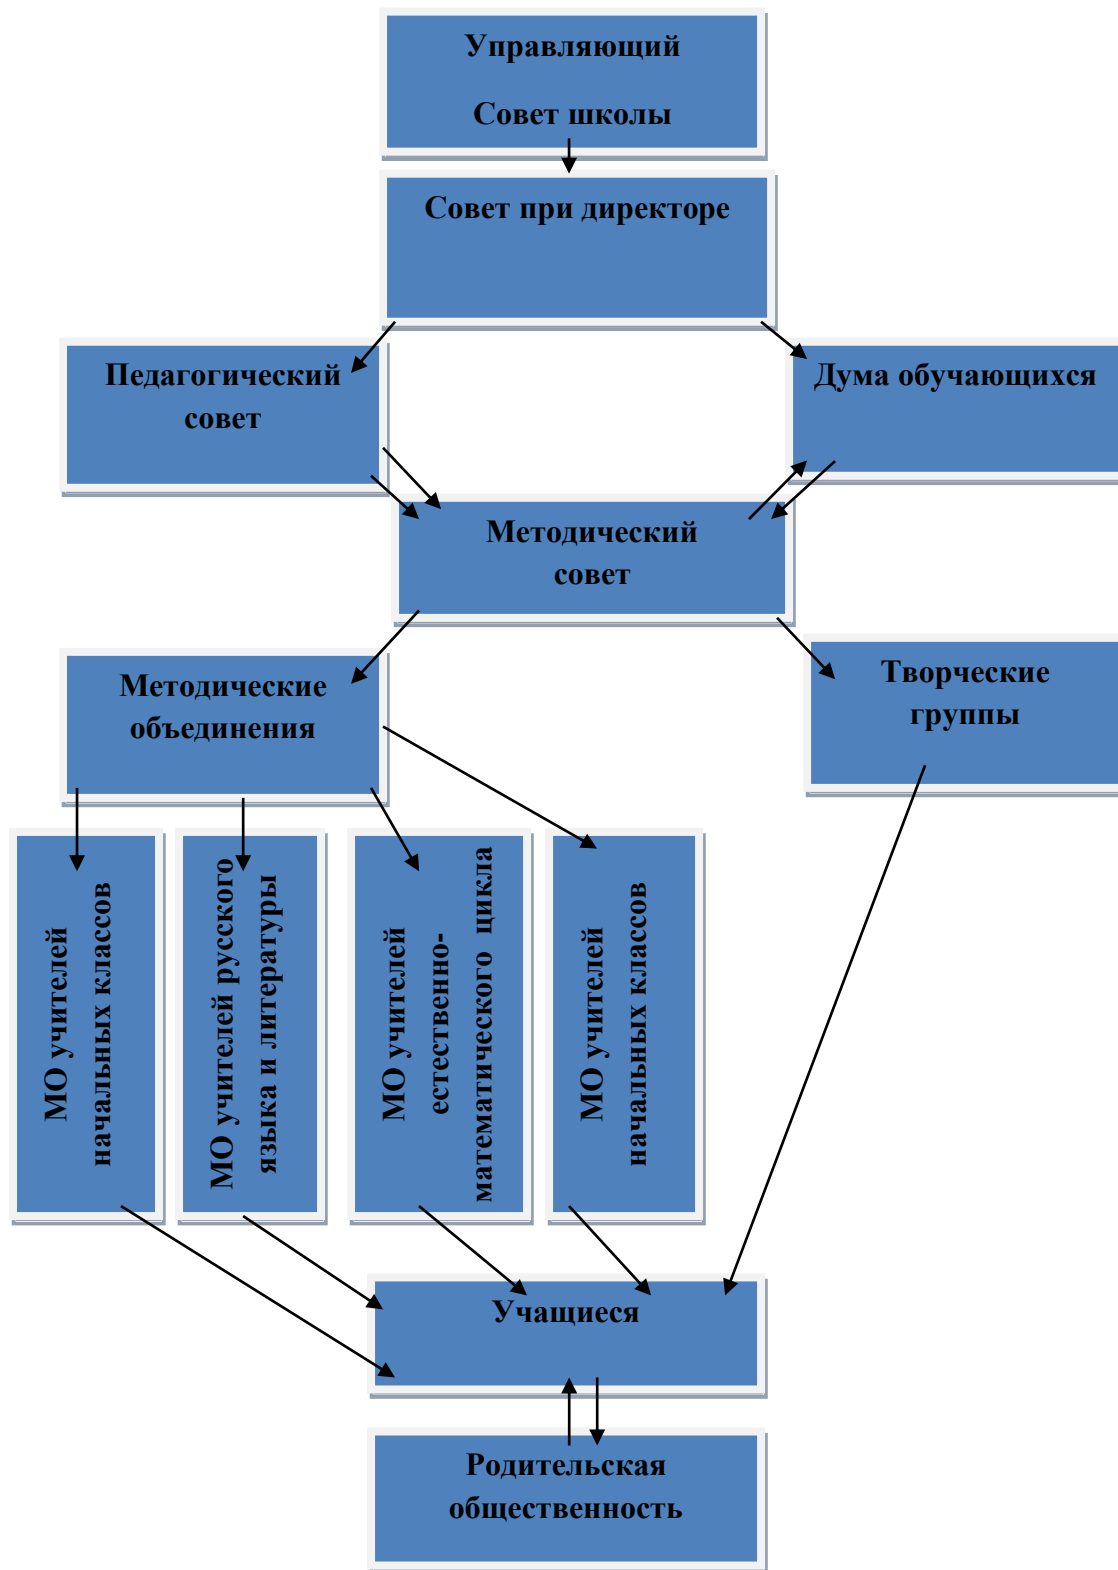 Управляющий
Совет школы
Совет при директоре
Педагогический
совет
Дума обучающихся
Методический
совет
Методические
объединения
Творческие
группы
МО учителей
начальных классов
МО учителей русского
языка и литературы
МО учителей
естественно-
математического цикла
МО учителей
начальных классов
Учащиеся
Родительская
общественность